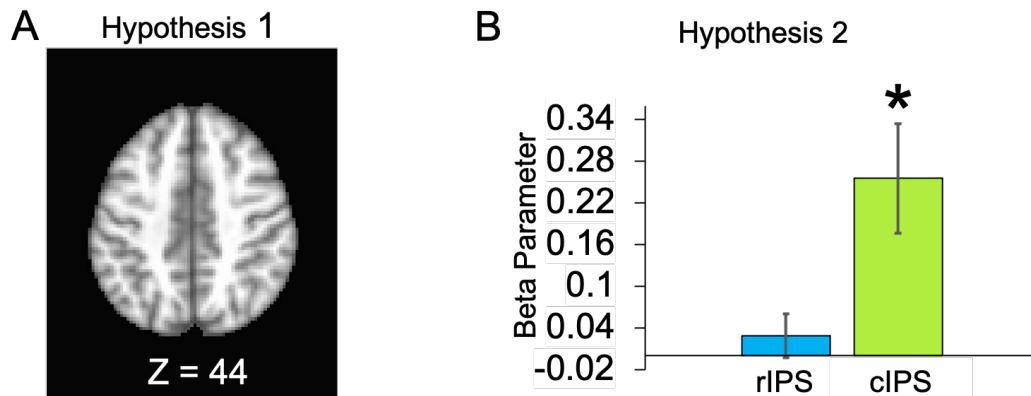 A
Hypothesis 1
Z = 44
B
Hypothesis 2
Beta Parameter
0.34
0.28
0.22
0.16
0.1
0.04
-0.02
*
rIPS
cIPS